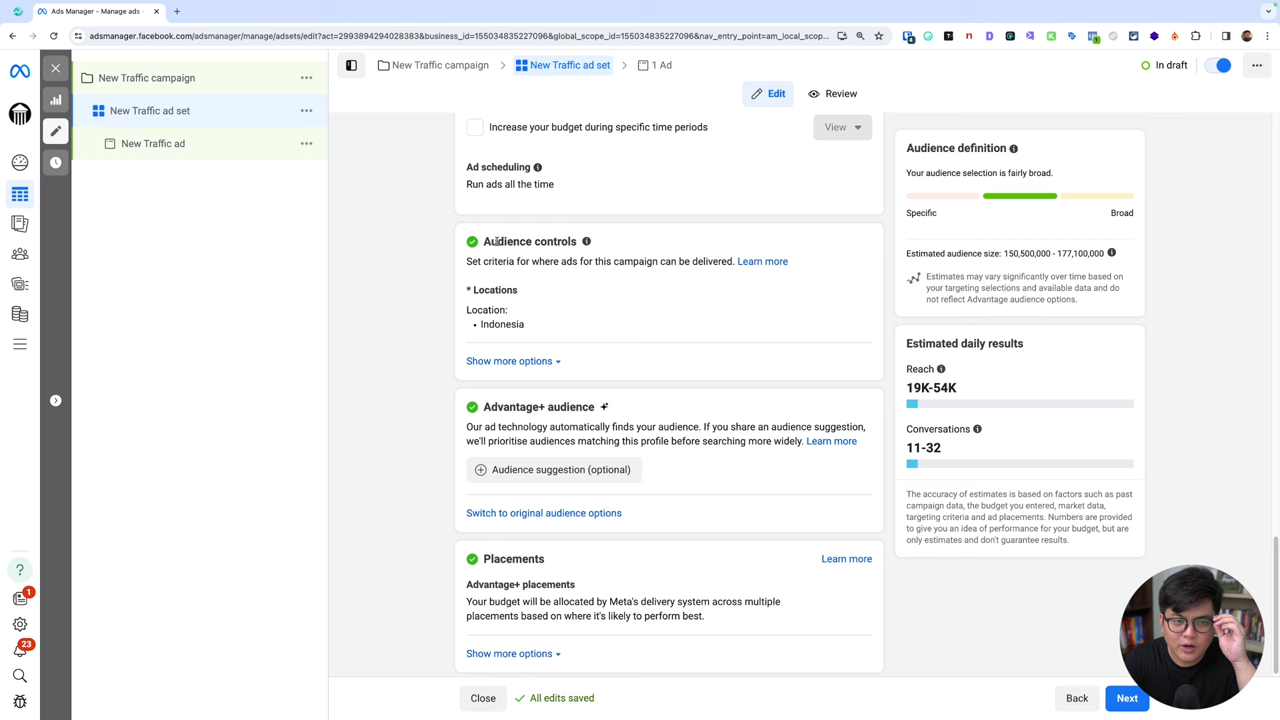 Ads Manager - Manage ads -
adsmanager.facebook.com/adsmanager/manage/adsets/edit?act=2993894294028383&business_id=155034835227096&global_scope_id=155034835227096&nav_entry_point=am_local_scop...
New Traffic campaign
New Traffic ad set
New Traffic ad
New Traffic campaign
New Traffic ad set
1 Ad
In draft
Edit
Review
Increase your budget during specific time periods
View
Ad scheduling
Run ads all the time
Audience controls
Set criteria for where ads for this campaign can be delivered. Learn more
* Locations
Location:
• Indonesia
Show more options
Advantage+ audience
Our ad technology automatically finds your audience. If you share an audience suggestion,
we'll prioritise audiences matching this profile before searching more widely. Learn more
Audience suggestion (optional)
Switch to original audience options
Placements
Learn more
Advantage+ placements
Your budget will be allocated by Meta's delivery system across multiple
placements based on where it's likely to perform best.
Show more options
Audience definition
Your audience selection is fairly broad.
Specific
Broad
Estimated audience size: 150,500,000 - 177,100,000
Estimates may vary significantly over time based on
your targeting selections and available data and do
not reflect Advantage audience options.
Estimated daily results
Reach
19K-54K
Conversations
11-32
The accuracy of estimates is based on factors such as past
campaign data, the budget you entered, market data,
targeting criteria and ad placements. Numbers are provided
to give you an idea of performance for your budget, but are
only estimates and don't guarantee results.
1
23
Close
All edits saved
Back
Next